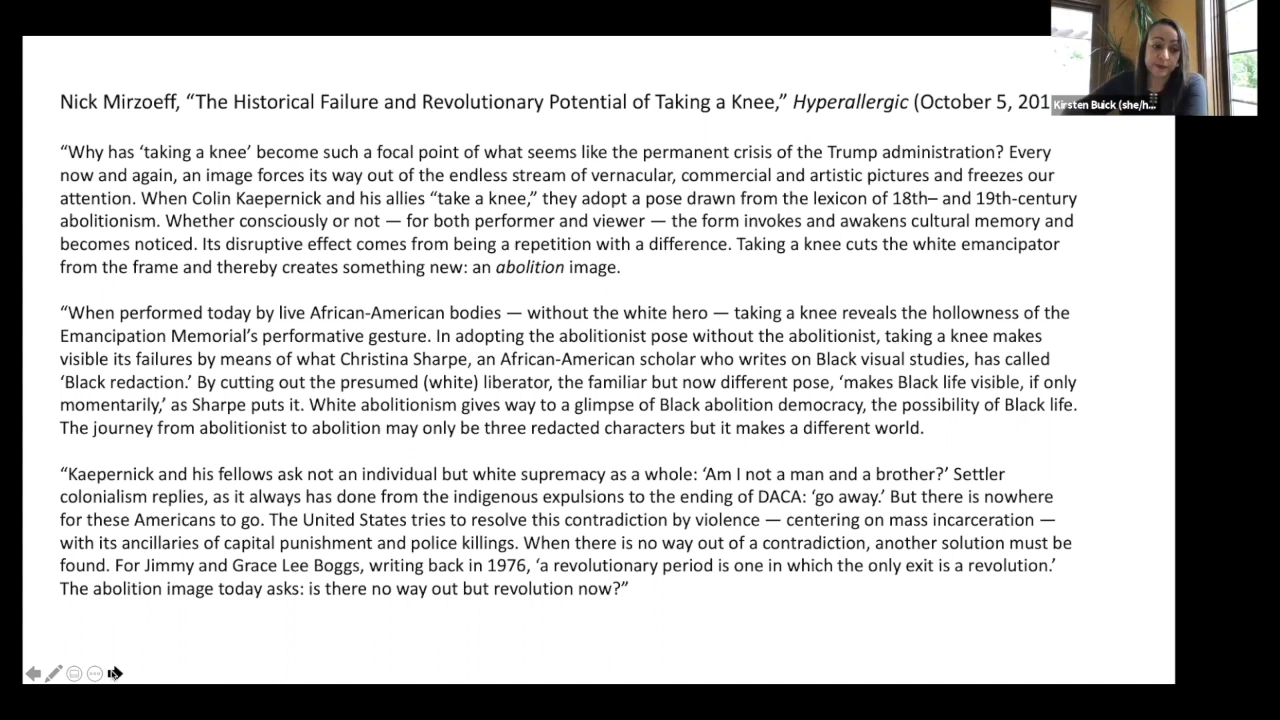 Nick Mirzoeff, “The Historical Failure and Revolutionary Potential of Taking a Knee,” Hyperallergic (October 5, 201
Kirsten Buick (she/h...
“Why has ‘taking a knee’ become such a focal point of what seems like the permanent crisis of the Trump administration? Every
now and again, an image forces its way out of the endless stream of vernacular, commercial and artistic pictures and freezes our
attention. When Colin Kaepernick and his allies “take a knee,” they adopt a pose drawn from the lexicon of 18th– and 19th-century
abolitionism. Whether consciously or not — for both performer and viewer — the form invokes and awakens cultural memory and
becomes noticed. Its disruptive effect comes from being a repetition with a difference. Taking a knee cuts the white emancipator
from the frame and thereby creates something new: an abolition image.
“When performed today by live African-American bodies — without the white hero — taking a knee reveals the hollowness of the
Emancipation Memorial’s performative gesture. In adopting the abolitionist pose without the abolitionist, taking a knee makes
visible its failures by means of what Christina Sharpe, an African-American scholar who writes on Black visual studies, has called
‘Black redaction.’ By cutting out the presumed (white) liberator, the familiar but now different pose, ‘makes Black life visible, if only
momentarily,’ as Sharpe puts it. White abolitionism gives way to a glimpse of Black abolition democracy, the possibility of Black life.
The journey from abolitionist to abolition may only be three redacted characters but it makes a different world.
“Kaepernick and his fellows ask not an individual but white supremacy as a whole: ‘Am I not a man and a brother?’ Settler
colonialism replies, as it always has done from the indigenous expulsions to the ending of DACA: ‘go away.’ But there is nowhere
for these Americans to go. The United States tries to resolve this contradiction by violence — centering on mass incarceration —
with its ancillaries of capital punishment and police killings. When there is no way out of a contradiction, another solution must be
found. For Jimmy and Grace Lee Boggs, writing back in 1976, ‘a revolutionary period is one in which the only exit is a revolution.’
The abolition image today asks: is there no way out but revolution now?”